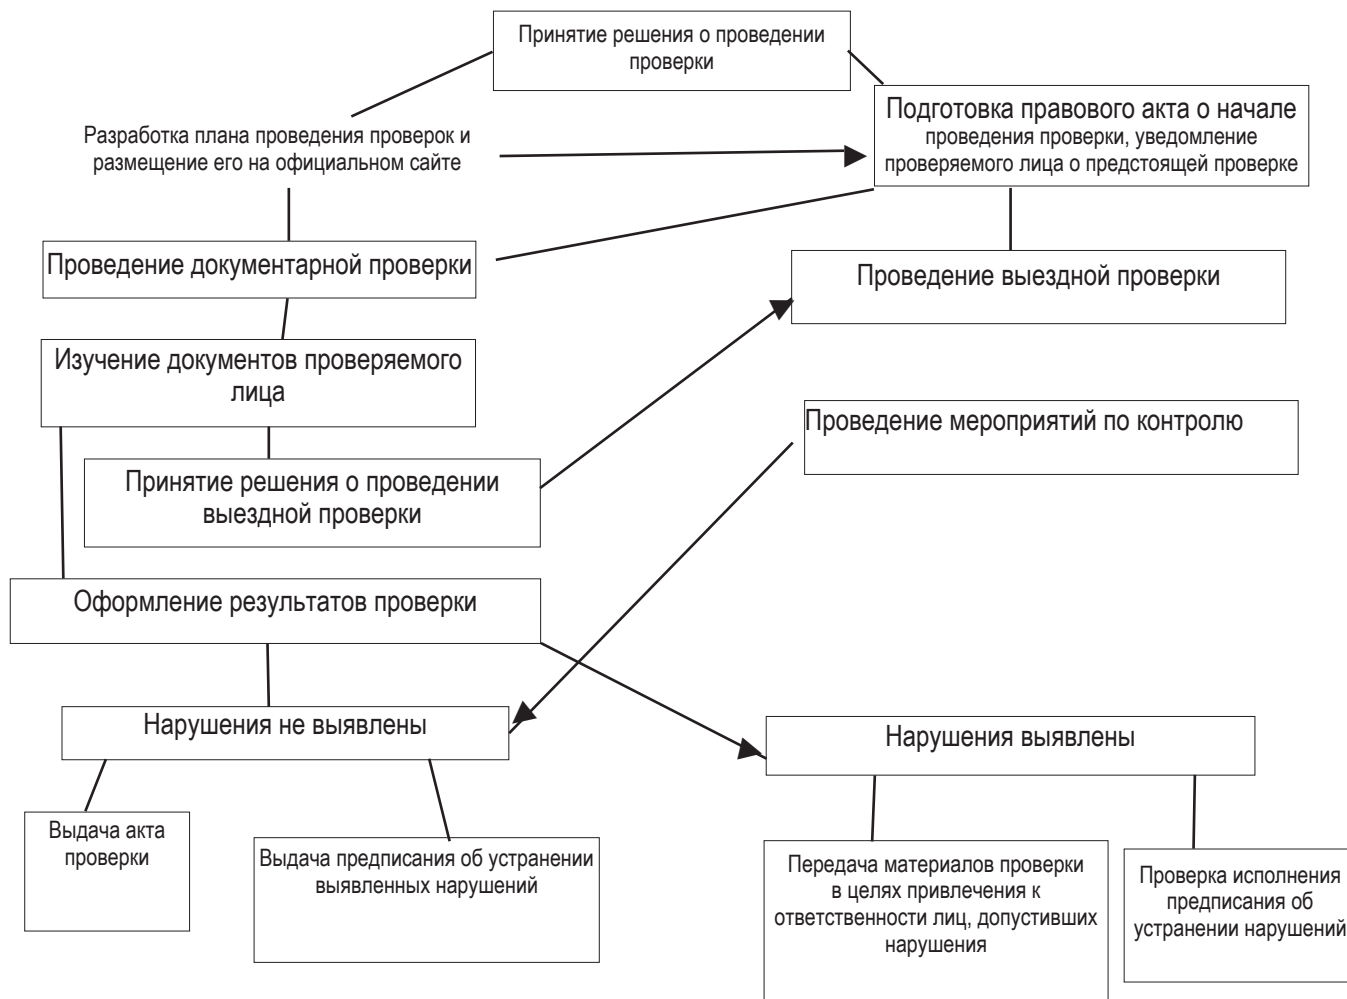 Принятие решения о проведении
проверки
Разработка плана проведения проверок и
размещение его на официальном сайте
Подготовка правового акта о начале
проведения проверки, уведомление
проверяемого лица о предстоящей проверке
Проведение документарной проверки
Проведение выездной проверки
Изучение документов проверяемого
лица
Проведение мероприятий по контролю
Принятие решения о проведении
выездной проверки
Оформление результатов проверки
Нарушения не выявлены
Нарушения выявлены
Выдача акта
проверки
Выдача предписания об устранении
выявленных нарушений
Передача материалов проверки
в целях привлечения к
ответственности лиц, допустивших
нарушения
Проверка исполнения
предписания об
устранении нарушений